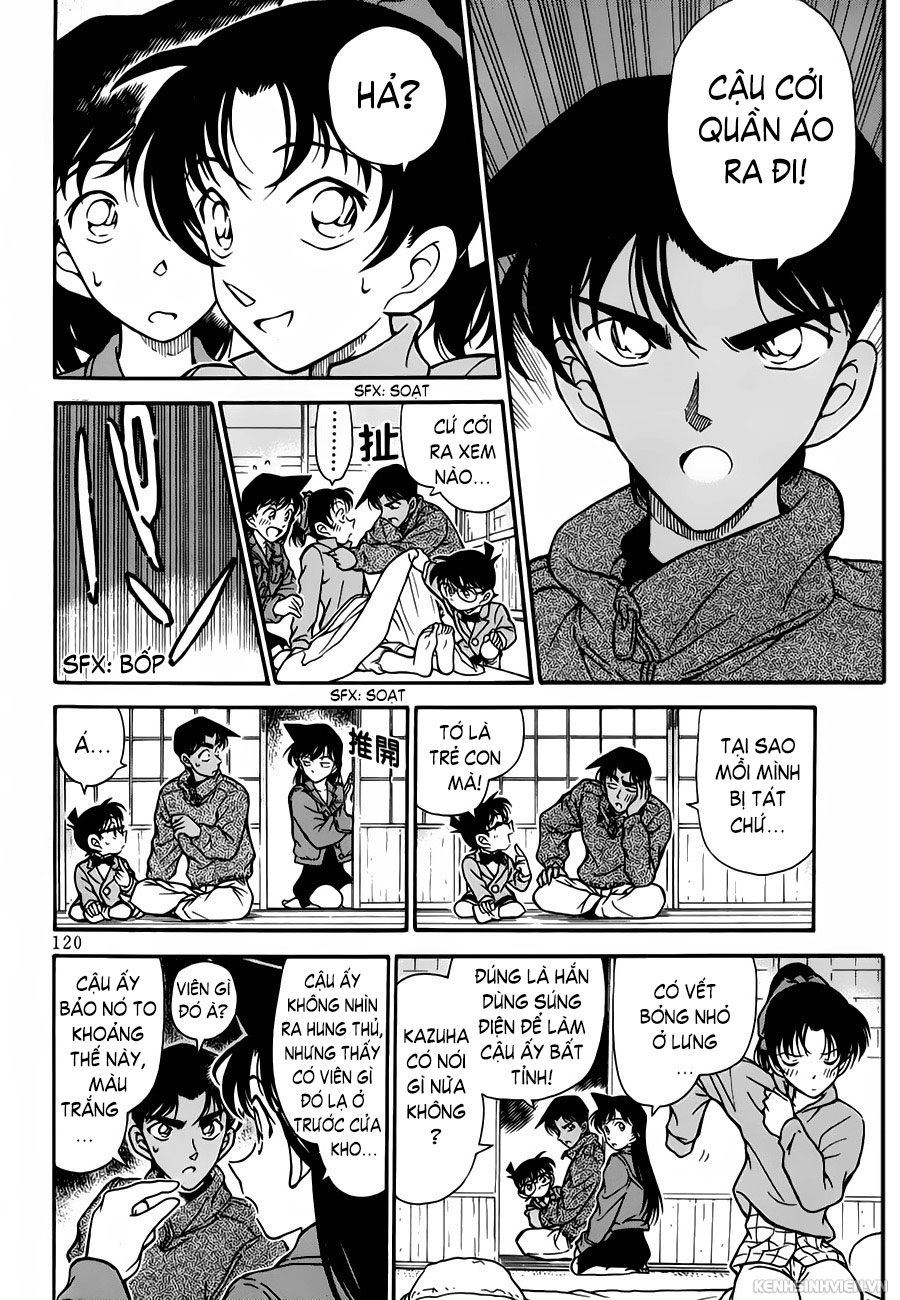 CẬU CỞI
QUẦN ÁO
RA ĐI!
HẢ?
SFX: SOẠT
CỨ CỞI
RA XEM
NÀO...
扯
SFX: BỐP
SFX: SOẠT
TẠI SAO
MỖI MÌNH
BỊ TÁT
CHỨ...
TỚ LÀ
TRẺ CON
MÀ!
推開
Á...
120
CÓ VẾT
BỎNG NHỎ
Ở LƯNG
...
ĐÚNG LÀ HẮN
DÙNG SÚNG
ĐIỆN ĐỂ LÀM
CẬU ẤY BẤT
TỈNH!
KAZUHA
CÓ NÓI
GÌ NỮA
KHÔNG
?
CẬU ẤY
KHÔNG NHÌN
RA HUNG THỦ,
NHƯNG THẤY
CÓ VIÊN GÌ
ĐÓ LẠ Ở
TRƯỚC CỬA
KHO...
VIÊN GÌ
ĐÓ À?
CẬU ẤY
BẢO NÓ TO
KHOẢNG
THẾ NÀY,
MÀU
TRẮNG
...
KENHSINHVIEN.VN